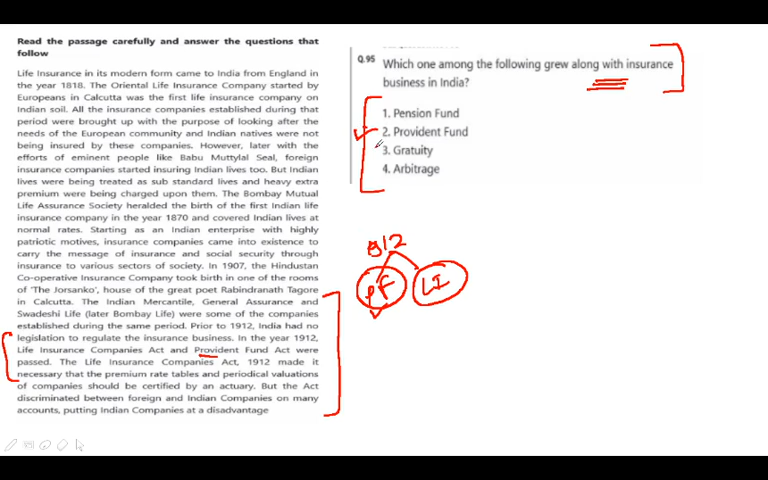 Read the passage carefully and answer the questions that
follow
Life Insurance in its modern form came to India from England in
the year 1818. The Oriental Life Insurance Company started by
Europeans in Calcutta was the first life insurance company on
Indian soil. All the insurance companies established during that
period were brought up with the purpose of looking after the
needs of the European community and Indian natives were not
being insured by these companies. However, later with the
efforts of eminent people like Babu Muttylal Seal, foreign
insurance companies started insuring Indian lives too. But Indian
lives were being treated as sub standard lives and heavy extra
premium were being charged upon them. The Bombay Mutual
Life Assurance Society heralded the birth of the first Indian life
insurance company in the year 1870 and covered Indian lives at
normal rates. Starting as an Indian enterprise with highly
patriotic motives, insurance companies came into existence to
carry the message of insurance and social security through
insurance to various sectors of society. In 1907, the Hindustan
Co-operative Insurance Company took birth in one of the rooms
of 'The Jorsanko', house of the great poet Rabindranath Tagore
in Calcutta. The Indian Mercantile, General Assurance and
Swadeshi Life (later Bombay Life) were some of the companies
established during the same period. Prior to 1912, India had no
legislation to regulate the insurance business. In the year 1912,
Life Insurance Companies Act and Provident Fund Act were
passed. The Life Insurance Companies Act, 1912 made it
necessary that the premium rate tables and periodical valuations
of companies should be certified by an actuary. But the Act
discriminated between foreign and Indian Companies on many
accounts, putting Indian Companies at a disadvantage
Q.95 Which one among the following grew along with insurance
business in India?
1. Pension Fund
2. Provident Fund
3. Gratuity
4. Arbitrage
912
PF LI